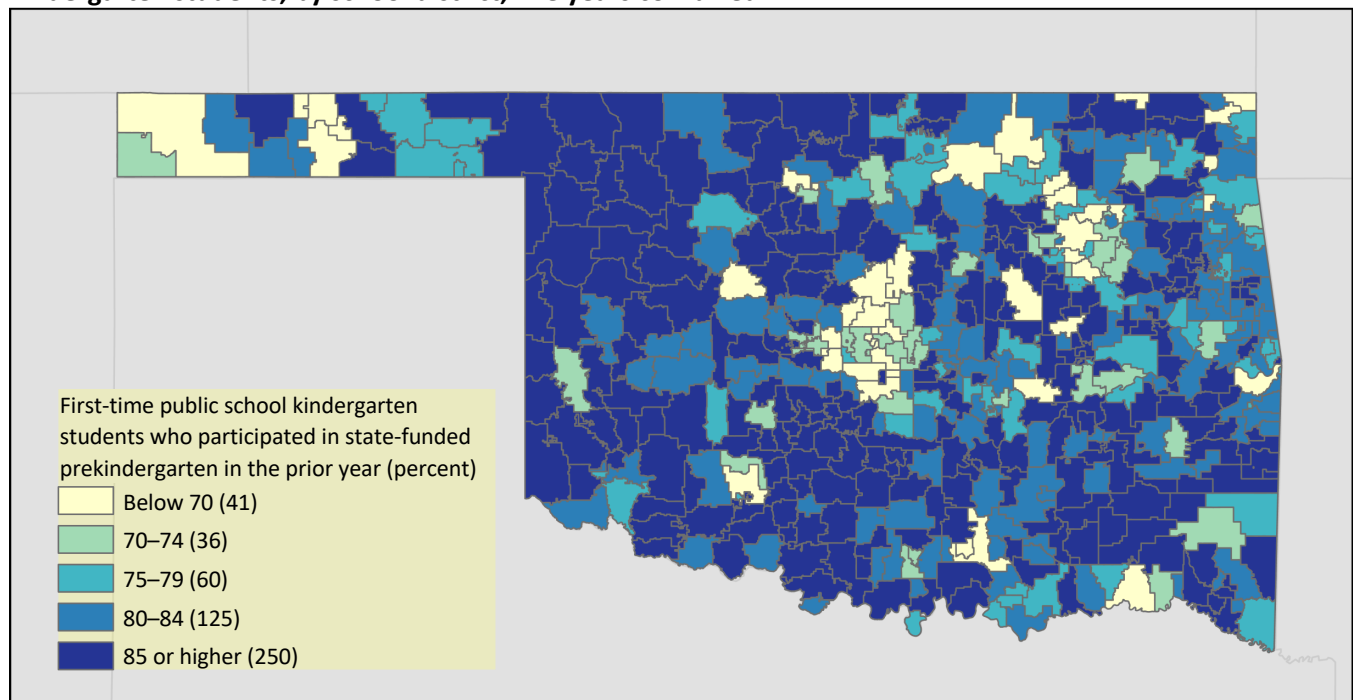 First-time public school kindergarten
students who participated in state-funded
prekindergarten in the prior year (percent)
Below 70 (41)
70–74 (36)
75–79 (60)
80–84 (125)
85 or higher (250)